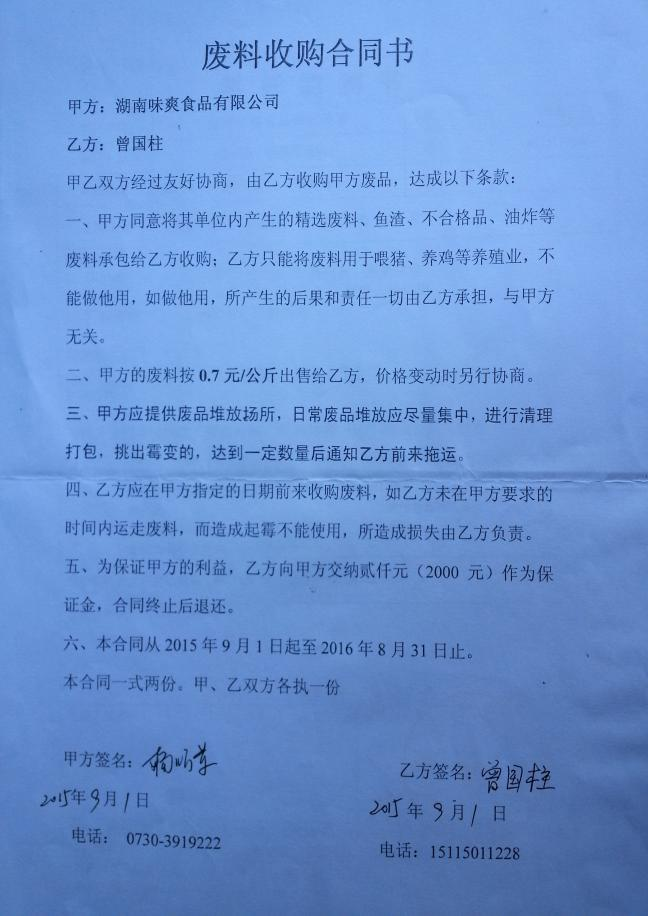 废料收购合同书
甲方：湖南味爽食品有限公司
乙方：曾国柱
甲乙双方经过友好协商，由乙方收购甲方废品，达成以下条款：
一、甲方同意将其单位内产生的精选废料、鱼渣、不合格品、油炸等
废料承包给乙方收购；乙方只能将废料用于喂猪、养鸡等养殖业，不
能做他用，如做他用，所产生的后果和责任一切由乙方承担，与甲方
无关。
二、甲方的废料按 0.7 元/公斤出售给乙方，价格变动时另行协商。
三、甲方应提供废品堆放场所，日常废品堆放应尽量集中，进行清理
打包，挑出霉变的，达到一定数量后通知乙方前来拖运。
四、乙方应在甲方指定的日期前来收购废料，如乙方未在甲方要求的
时间内运走废料，而造成起霉不能使用，所造成损失由乙方负责。
五、为保证甲方的利益，乙方向甲方交纳贰仟元（2000 元）作为保
证金，合同终止后退还。
六、本合同从 2015 年 9 月 1 日起至 2016 年 8 月 31 日止。
本合同一式两份。甲、乙双方各执一份
甲方签名：
2015年9月1日
电话： 0730-3919222
乙方签名：曾国柱
2015年9月1日
电话：15115011228